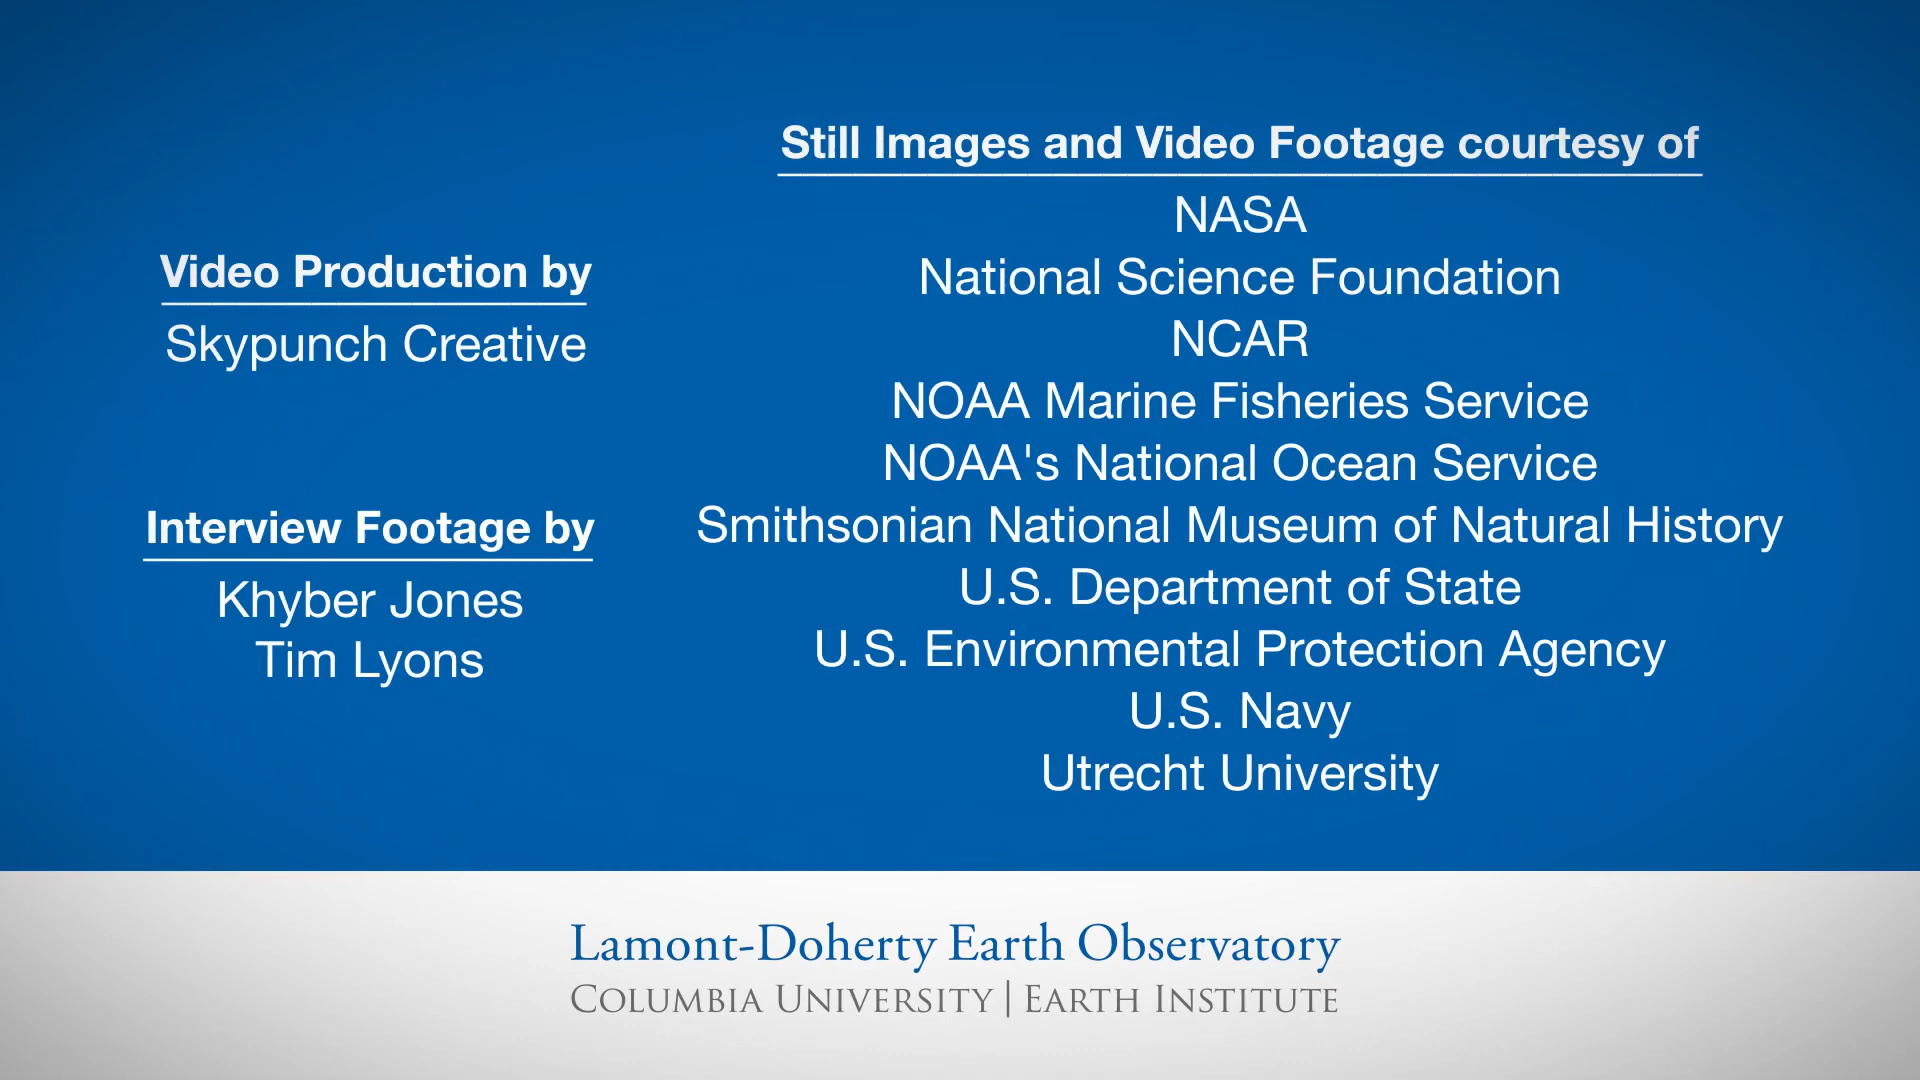 Video Production by
Skypunch Creative
Interview Footage by
Khyber Jones
Tim Lyons
Still Images and Video Footage courtesy of
NASA
National Science Foundation
NCAR
NOAA Marine Fisheries Service
NOAA's National Ocean Service
Smithsonian National Museum of Natural History
U.S. Department of State
U.S. Environmental Protection Agency
U.S. Navy
Utrecht University
Lamont-Doherty Earth Observatory
Columbia University | Earth Institute